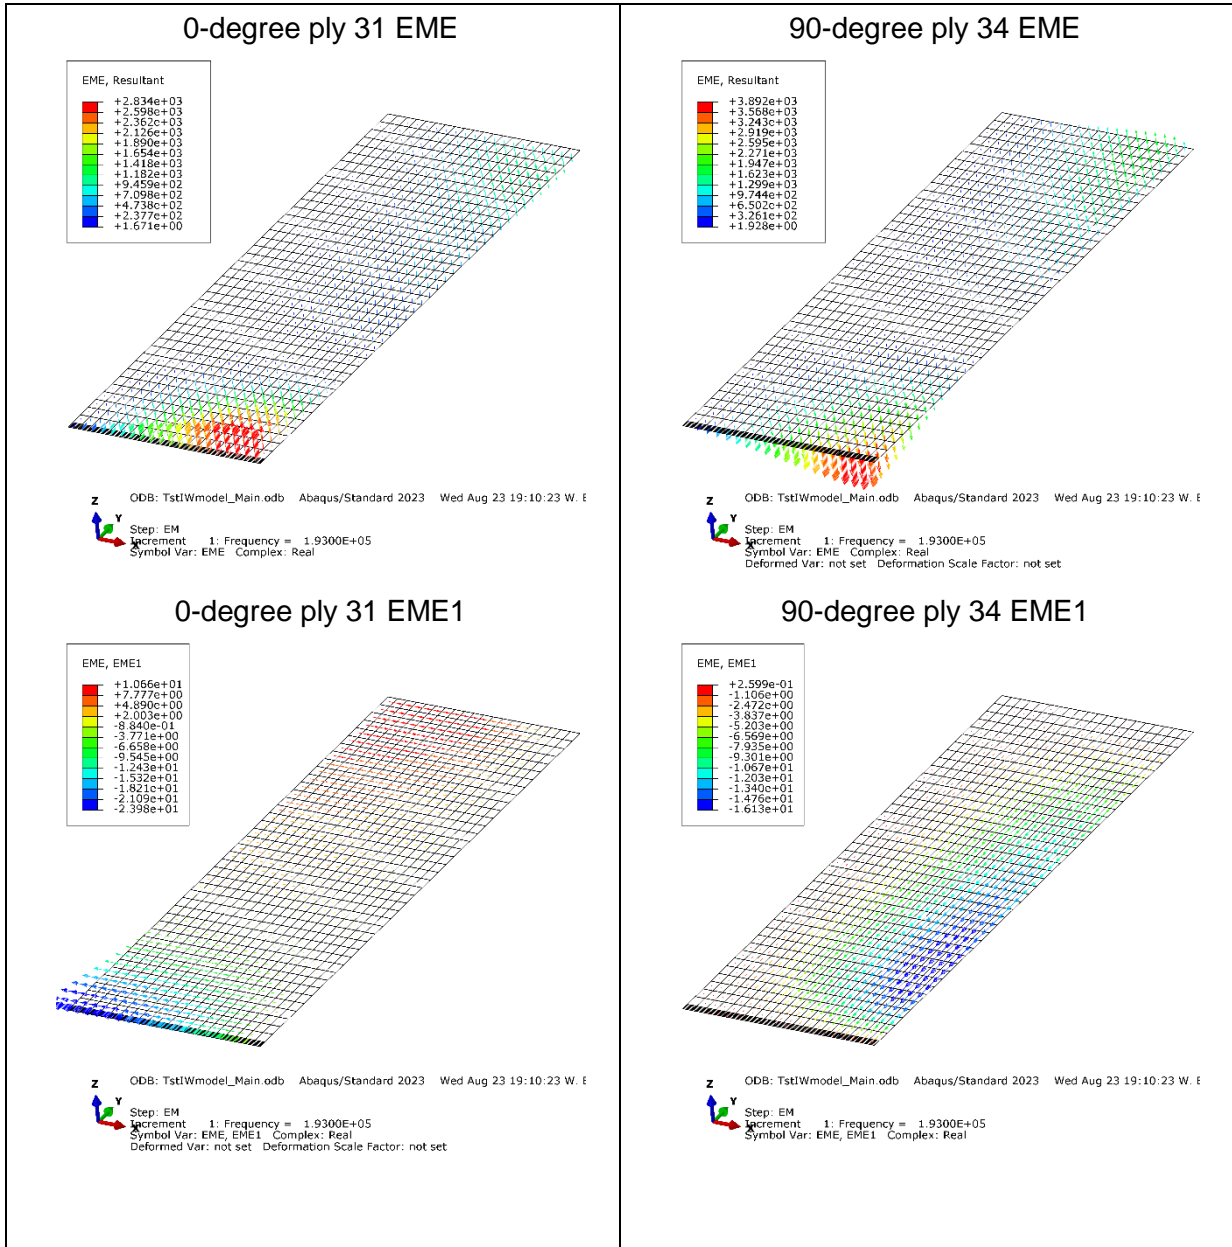 0-degree ply 31 EME
EME, Resultant
+2.834e+03
+2.598e+03
+2.362e+03
+2.126e+03
+1.890e+03
+1.654e+03
+1.418e+03
+1.182e+03
+9.459e+02
+7.098e+02
+4.738e+02
+2.377e+02
+1.671e+00
ODB: TstIWmodel_Main.odb Abaqus/Standard 2023 Wed Aug 23 19:10:23 W. E
Z
Y
X
Step: EM
Increment 1: Frequency = 1.9300E+05
Symbol Var: EME Complex: Real
90-degree ply 34 EME
EME, Resultant
+3.892e+03
+3.568e+03
+3.243e+03
+2.919e+03
+2.595e+03
+2.271e+03
+1.947e+03
+1.623e+03
+1.299e+03
+9.744e+02
+6.502e+02
+3.261e+02
+1.928e+00
ODB: TstIWmodel_Main.odb Abaqus/Standard 2023 Wed Aug 23 19:10:23 W. E
Z
Y
X
Step: EM
Increment 1: Frequency = 1.9300E+05
Symbol Var: EME Complex: Real
Deformed Var: not set Deformation Scale Factor: not set
0-degree ply 31 EME1
EME, EME1
+1.066e+01
+7.777e+00
+4.890e+00
+2.003e+00
-8.840e-01
-3.771e+00
-6.658e+00
-9.545e+00
-1.243e+01
-1.532e+01
-1.821e+01
-2.109e+01
-2.398e+01
ODB: TstIWmodel_Main.odb Abaqus/Standard 2023 Wed Aug 23 19:10:23 W. E
Z
Y
X
Step: EM
Increment 1: Frequency = 1.9300E+05
Symbol Var: EME, EME1 Complex: Real
Deformed Var: not set Deformation Scale Factor: not set
90-degree ply 34 EME1
EME, EME1
+2.599e-01
-1.106e+00
-2.472e+00
-3.837e+00
-5.203e+00
-6.569e+00
-7.935e+00
-9.301e+00
-1.067e+01
-1.203e+01
-1.340e+01
-1.476e+01
-1.613e+01
ODB: TstIWmodel_Main.odb Abaqus/Standard 2023 Wed Aug 23 19:10:23 W. E
Z
Y
X
Step: EM
Increment 1: Frequency = 1.9300E+05
Symbol Var: EME, EME1 Complex: Real